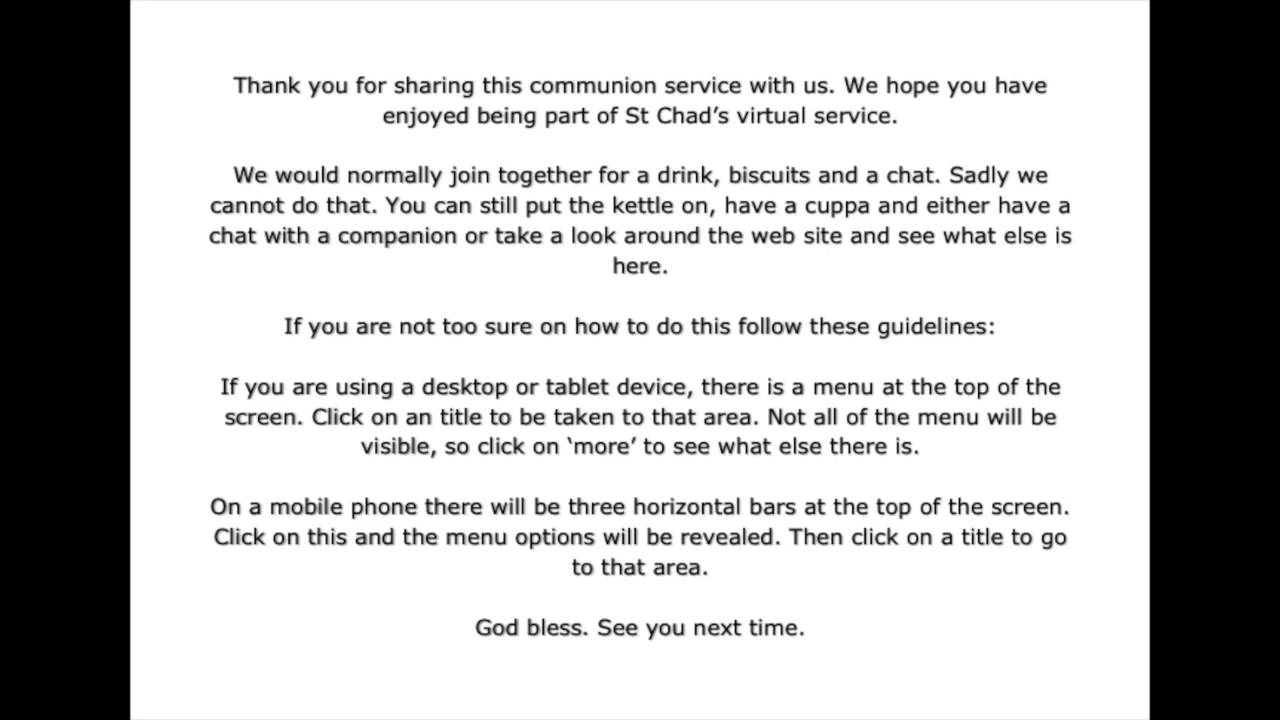 Thank you for sharing this communion service with us. We hope you have
enjoyed being part of St Chad’s virtual service.
We would normally join together for a drink, biscuits and a chat. Sadly we
cannot do that. You can still put the kettle on, have a cuppa and either have a
chat with a companion or take a look around the web site and see what else is
here.
If you are not too sure on how to do this follow these guidelines:
If you are using a desktop or tablet device, there is a menu at the top of the
screen. Click on an title to be taken to that area. Not all of the menu will be
visible, so click on ‘more’ to see what else there is.
On a mobile phone there will be three horizontal bars at the top of the screen.
Click on this and the menu options will be revealed. Then click on a title to go
to that area.
God bless. See you next time.